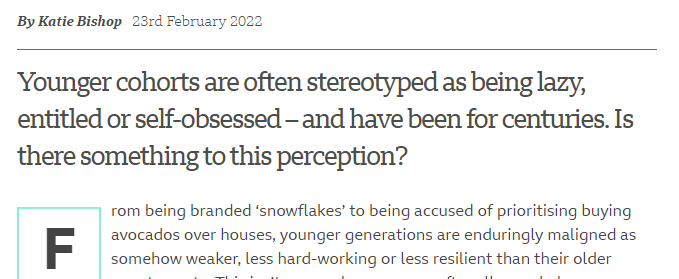 By Katie Bishop 23rd February 2022
Younger cohorts are often stereotyped as being lazy,
entitled or self-obsessed – and have been for centuries. Is
there something to this perception?
From being branded ‘snowflakes’ to being accused of prioritising buying
avocados over houses, younger generations are enduringly maligned as
somehow weaker, less hard-working or less resilient than their older